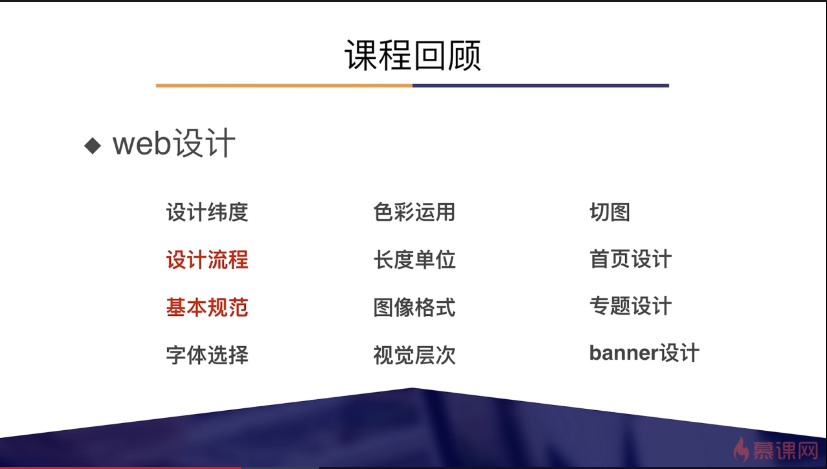 课程回顾
◆ web设计
设计纬度 色彩运用 切图
设计流程 长度单位 首页设计
基本规范 图像格式 专题设计
字体选择 视觉层次 banner设计
慕课网